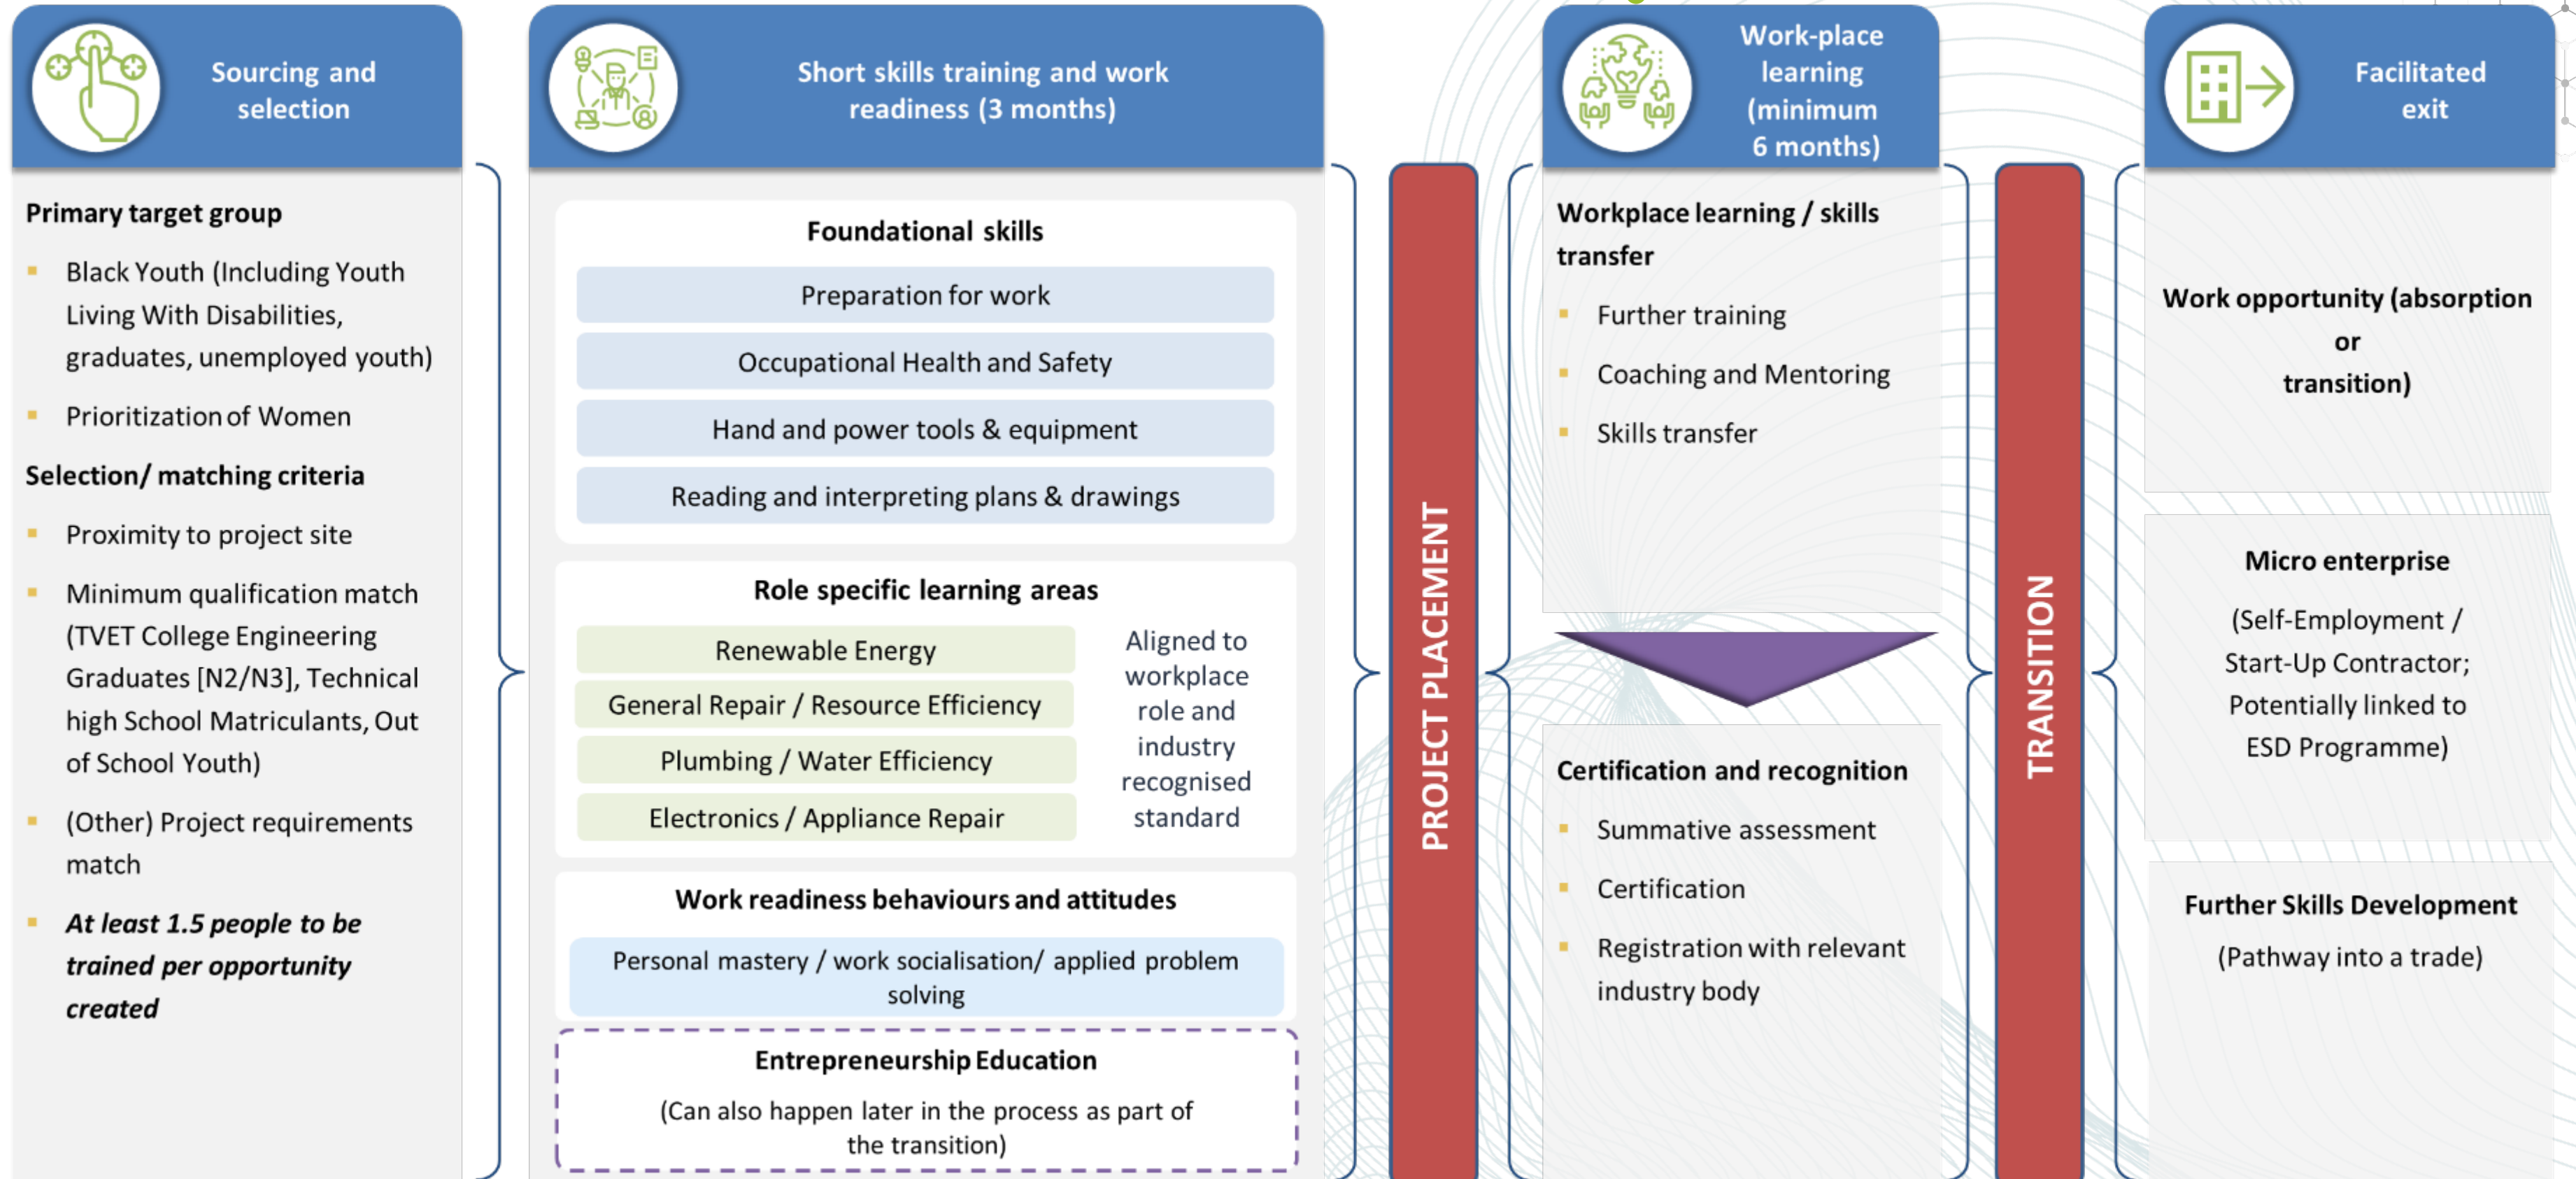 Sourcing and
selection
Primary target group
Black Youth (Including Youth
Living With Disabilities,
graduates, unemployed youth)
Prioritization of Women
Selection/ matching criteria
Proximity to project site
Minimum qualification match
(TVET College Engineering
Graduates [N2/N3], Technical
high School Matriculants, Out
of School Youth)
(Other) Project requirements
match
At least 1.5 people to be
trained per opportunity
created
Short skills training and work
readiness (3 months)
Foundational skills
Preparation for work
Occupational Health and Safety
Hand and power tools & equipment
Reading and interpreting plans & drawings
Role specific learning areas
Renewable Energy
General Repair / Resource Efficiency
Plumbing / Water Efficiency
Electronics / Appliance Repair
Aligned to
workplace
role and
industry
recognised
standard
Work readiness behaviours and attitudes
Personal mastery / work socialisation/ applied problem
solving
Entrepreneurship Education
(Can also happen later in the process as part of
the transition)
PROJECT PLACEMENT
Work-place
learning
(minimum
6 months)
Workplace learning / skills
transfer
Further training
Coaching and Mentoring
Skills transfer
Certification and recognition
Summative assessment
Certification
Registration with relevant
industry body
TRANSITION
Facilitated
exit
Work opportunity (absorption
or
transition)
Micro enterprise
(Self-Employment /
Start-Up Contractor;
Potentially linked to
ESD Programme)
Further Skills Development
(Pathway into a trade)